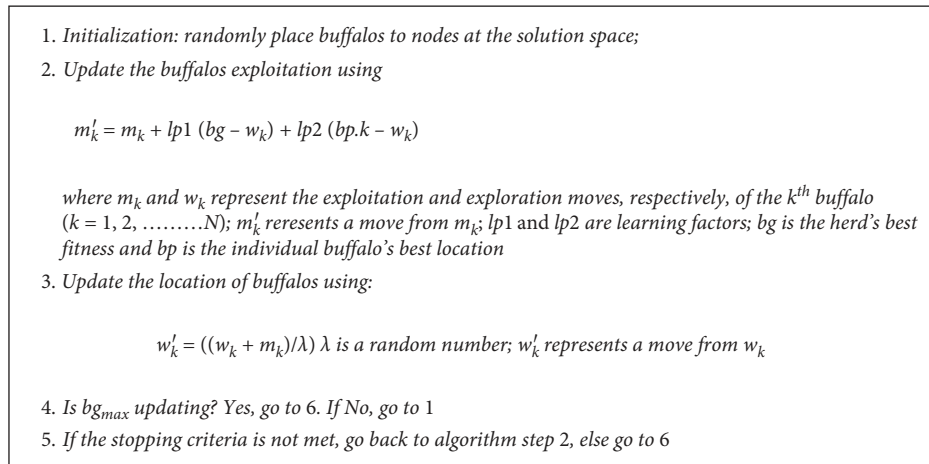 1. Initialization: randomly place buffalos to nodes at the solution space;
2. Update the buffalos exploitation using
m′k = mk + lp1 (bg – wk) + lp2 (bp.k – wk)
where mk and wk represent the exploitation and exploration moves, respectively, of the kth buffalo
(k = 1, 2, ………N); m′k reresents a move from mk; lp1 and lp2 are learning factors; bg is the herd's best
fitness and bp is the individual buffalo's best location
3. Update the location of buffalos using:
w′k = ((wk + mk)/λ) λ is a random number; w′k represents a move from wk
4. Is bgmax updating? Yes, go to 6. If No, go to 1
5. If the stopping criteria is not met, go back to algorithm step 2, else go to 6